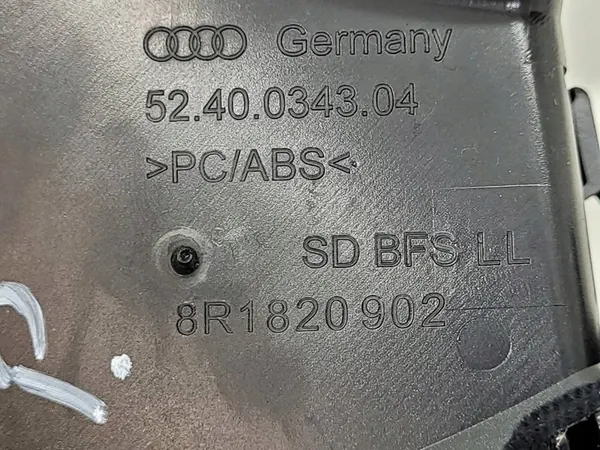 Germany
52.40.0343.04
>PC/ABS<
SD BFS LL
8R1820902